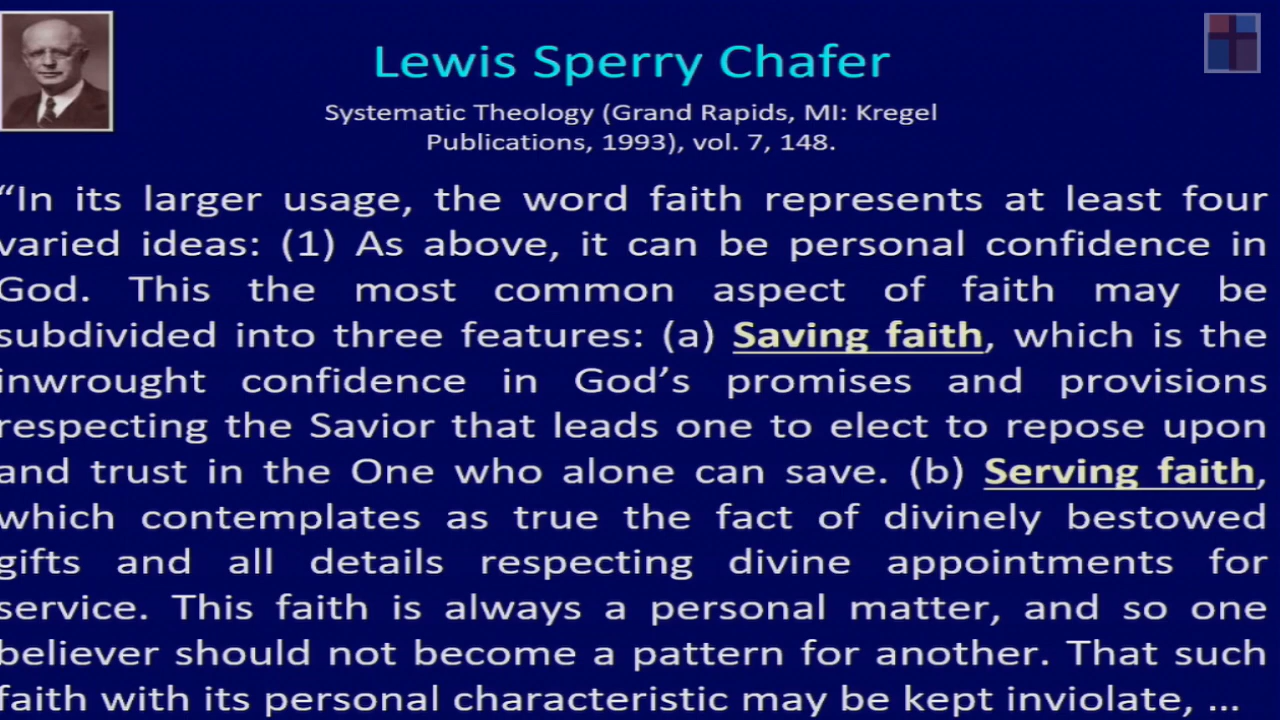 Lewis Sperry Chafer
Systematic Theology (Grand Rapids, MI: Kregel
Publications, 1993), vol. 7, 148.
“In its larger usage, the word faith represents at least four
varied ideas: (1) As above, it can be personal confidence in
God. This the most common aspect of faith may be
subdivided into three features: (a) Saving faith, which is the
inwrought confidence in God’s promises and provisions
respecting the Savior that leads one to elect to repose upon
and trust in the One who alone can save. (b) Serving faith,
which contemplates as true the fact of divinely bestowed
gifts and all details respecting divine appointments for
service. This faith is always a personal matter, and so one
believer should not become a pattern for another. That such
faith with its personal characteristic may be kept inviolate, ...